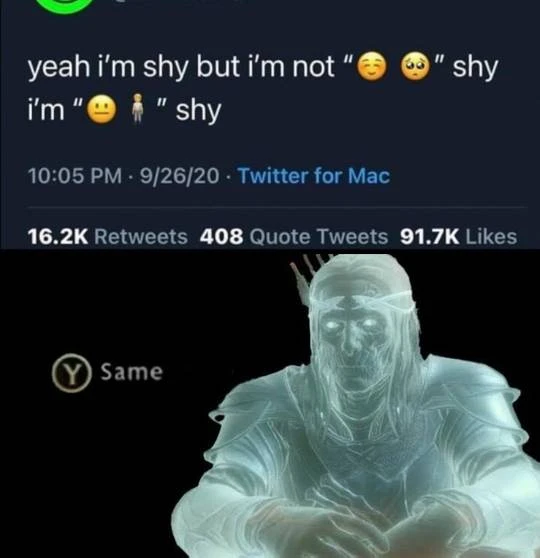 yeah i'm shy but i'm not “☺️ 🥺” shy
i'm “😐 🧍” shy
10:05 PM · 9/26/20 · Twitter for Mac
16.2K Retweets 408 Quote Tweets 91.7K Likes
Y Same